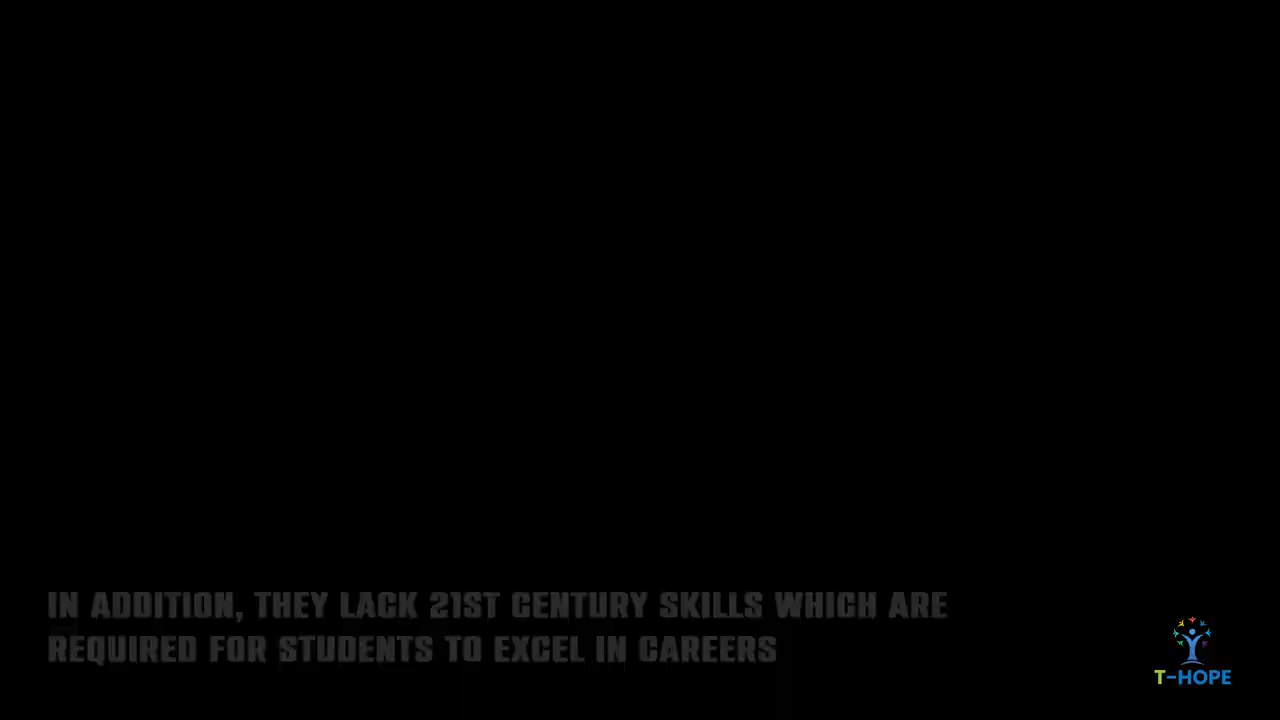 IN ADDITION, THEY LACK 21ST CENTURY SKILLS WHICH ARE
REQUIRED FOR STUDENTS TO EXCEL IN CAREERS
T-HOPE